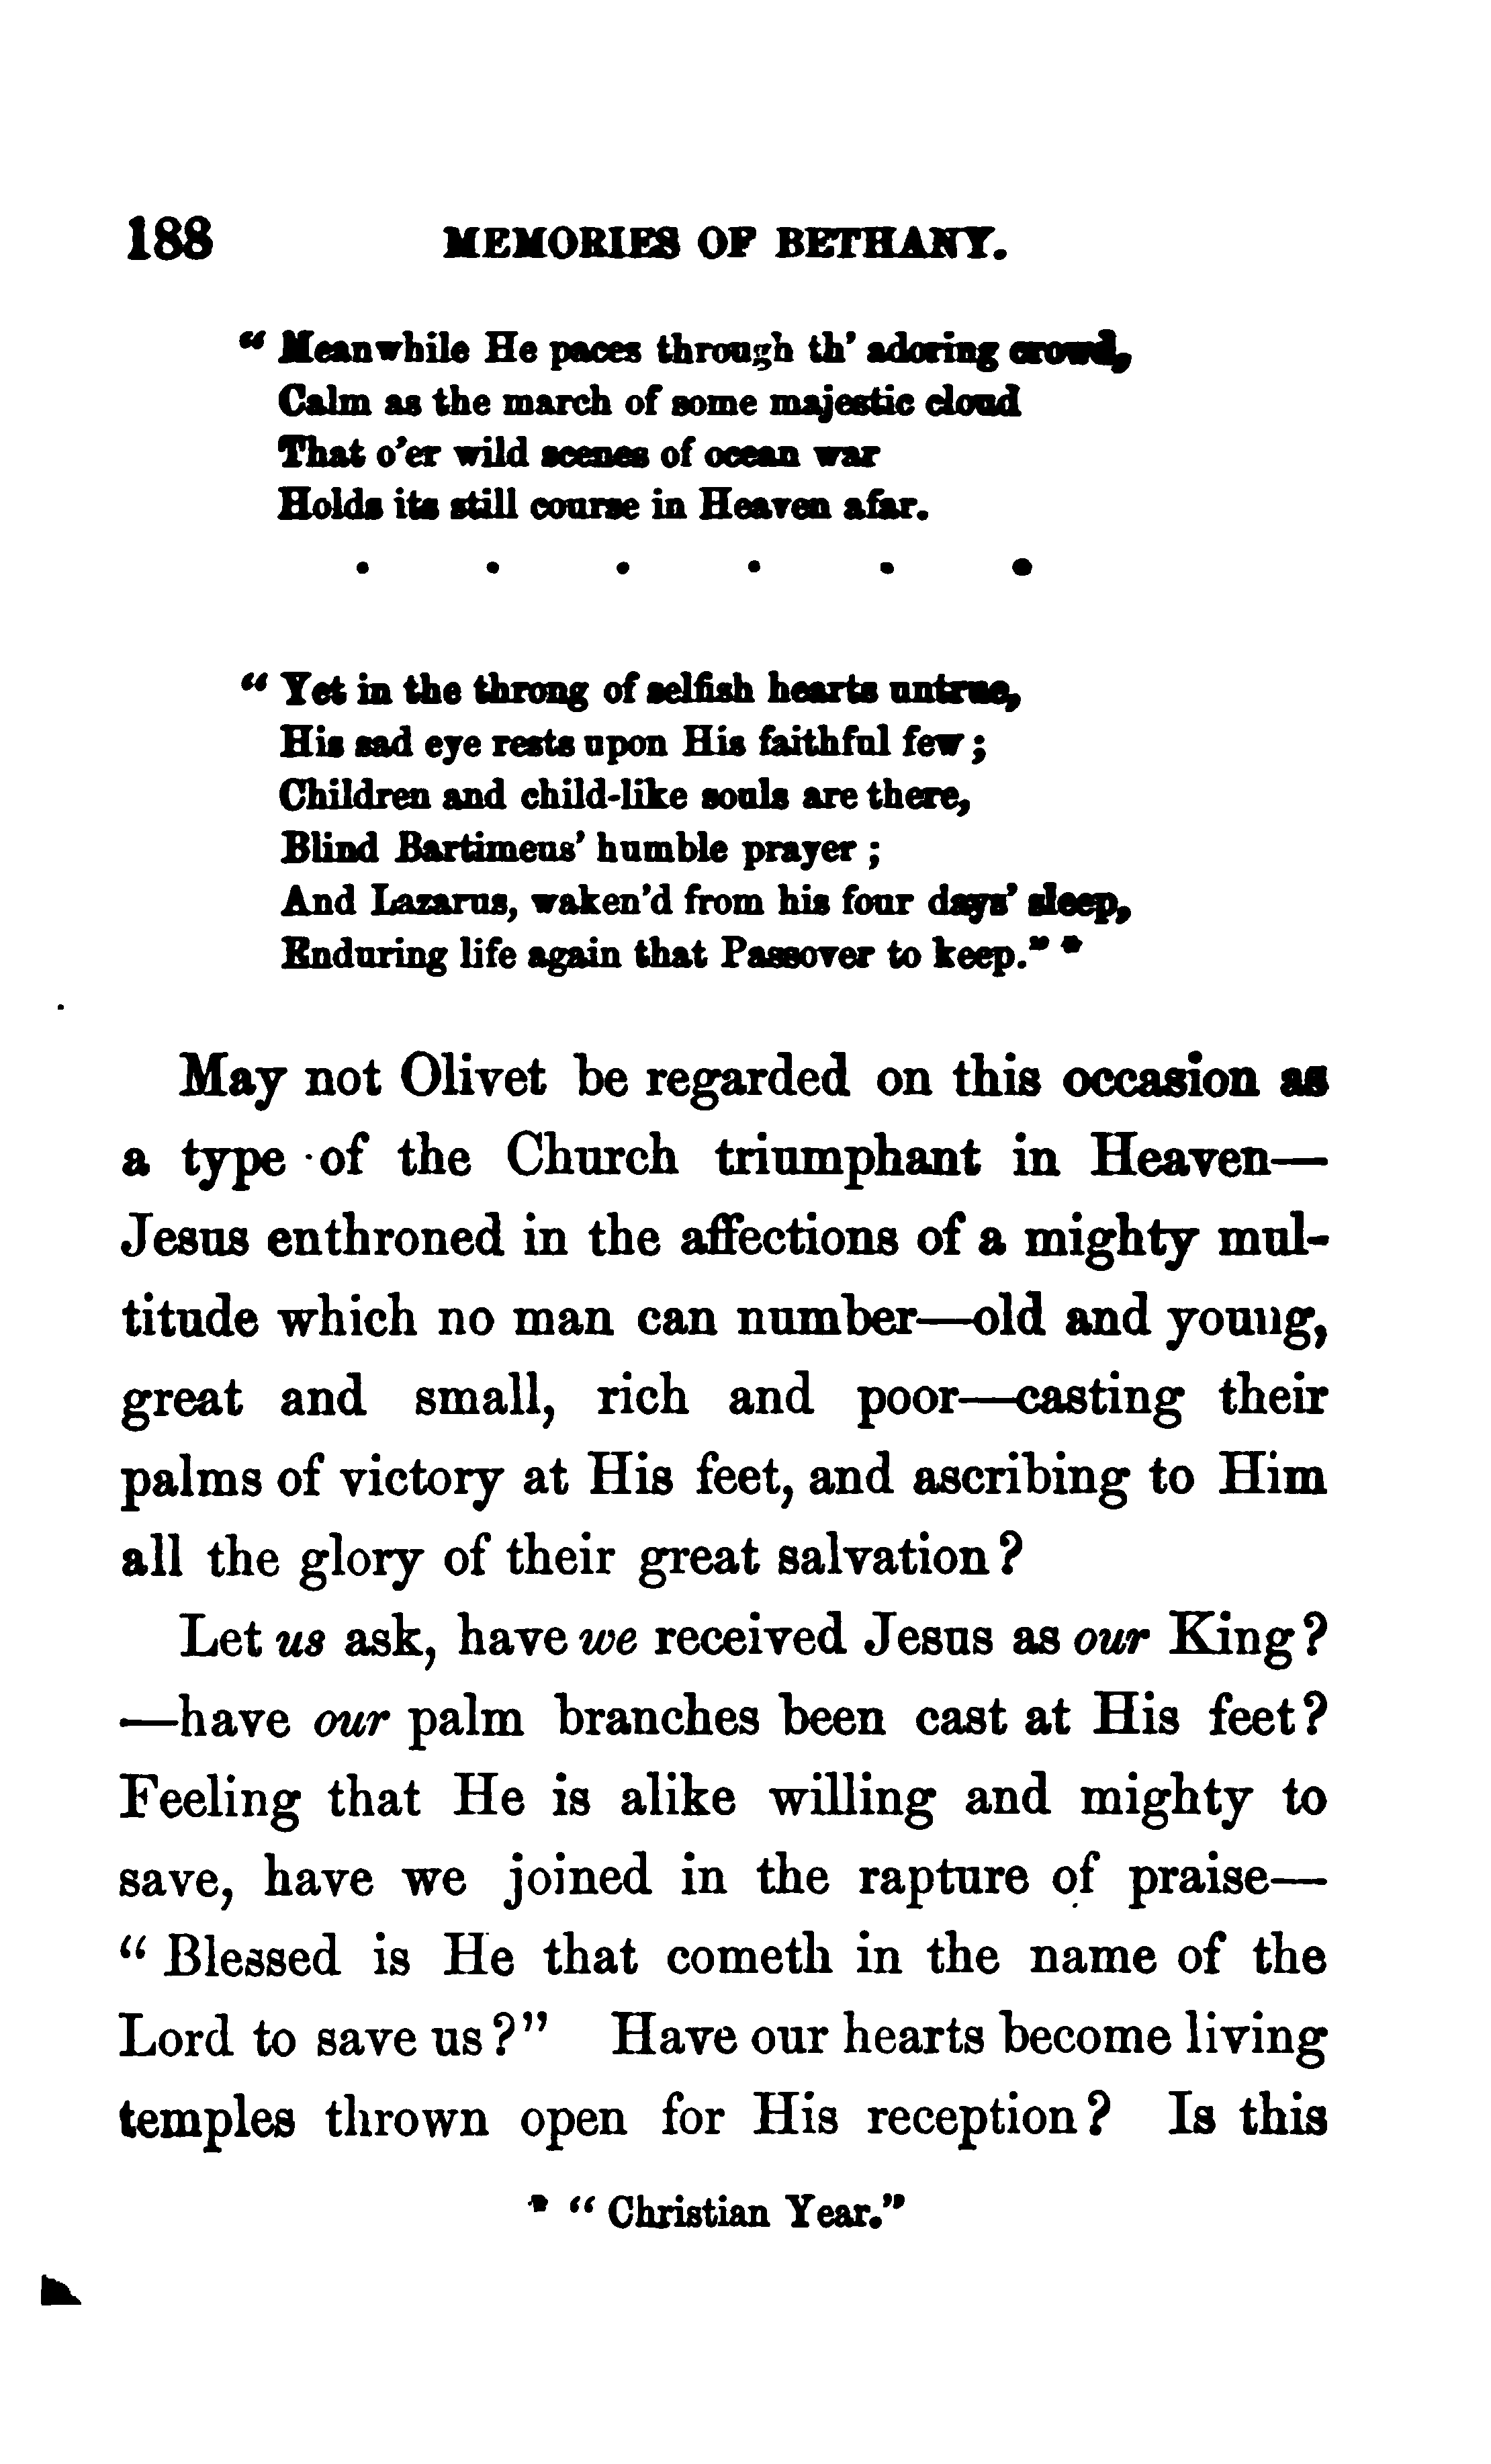 188 MEMORIES OF BETHANY.
“ Meanwhile He paces through th’ adoring crowd,
Calm as the march of some majestic cloud
That o’er wild scenes of ocean war
Holds its still course in Heaven afar.
. . . . . .
“ Yet in the throng of selfish hearts untrue,
His sad eye rests upon His faithful few ;
Children and child-like souls are there,
Blind Bartimeus’ humble prayer ;
And Lazarus, waken’d from his four days’ sleep,
Enduring life again that Passover to keep.” *
May not Olivet be regarded on this occasion as
a type of the Church triumphant in Heaven—
Jesus enthroned in the affections of a mighty mul-
titude which no man can number—old and young,
great and small, rich and poor—casting their
palms of victory at His feet, and ascribing to Him
all the glory of their great salvation?
Let us ask, have we received Jesus as our King?
—have our palm branches been cast at His feet?
Feeling that He is alike willing and mighty to
save, have we joined in the rapture of praise—
“ Blessed is He that cometh in the name of the
Lord to save us?” Have our hearts become living
temples thrown open for His reception? Is this
* “ Christian Year.”